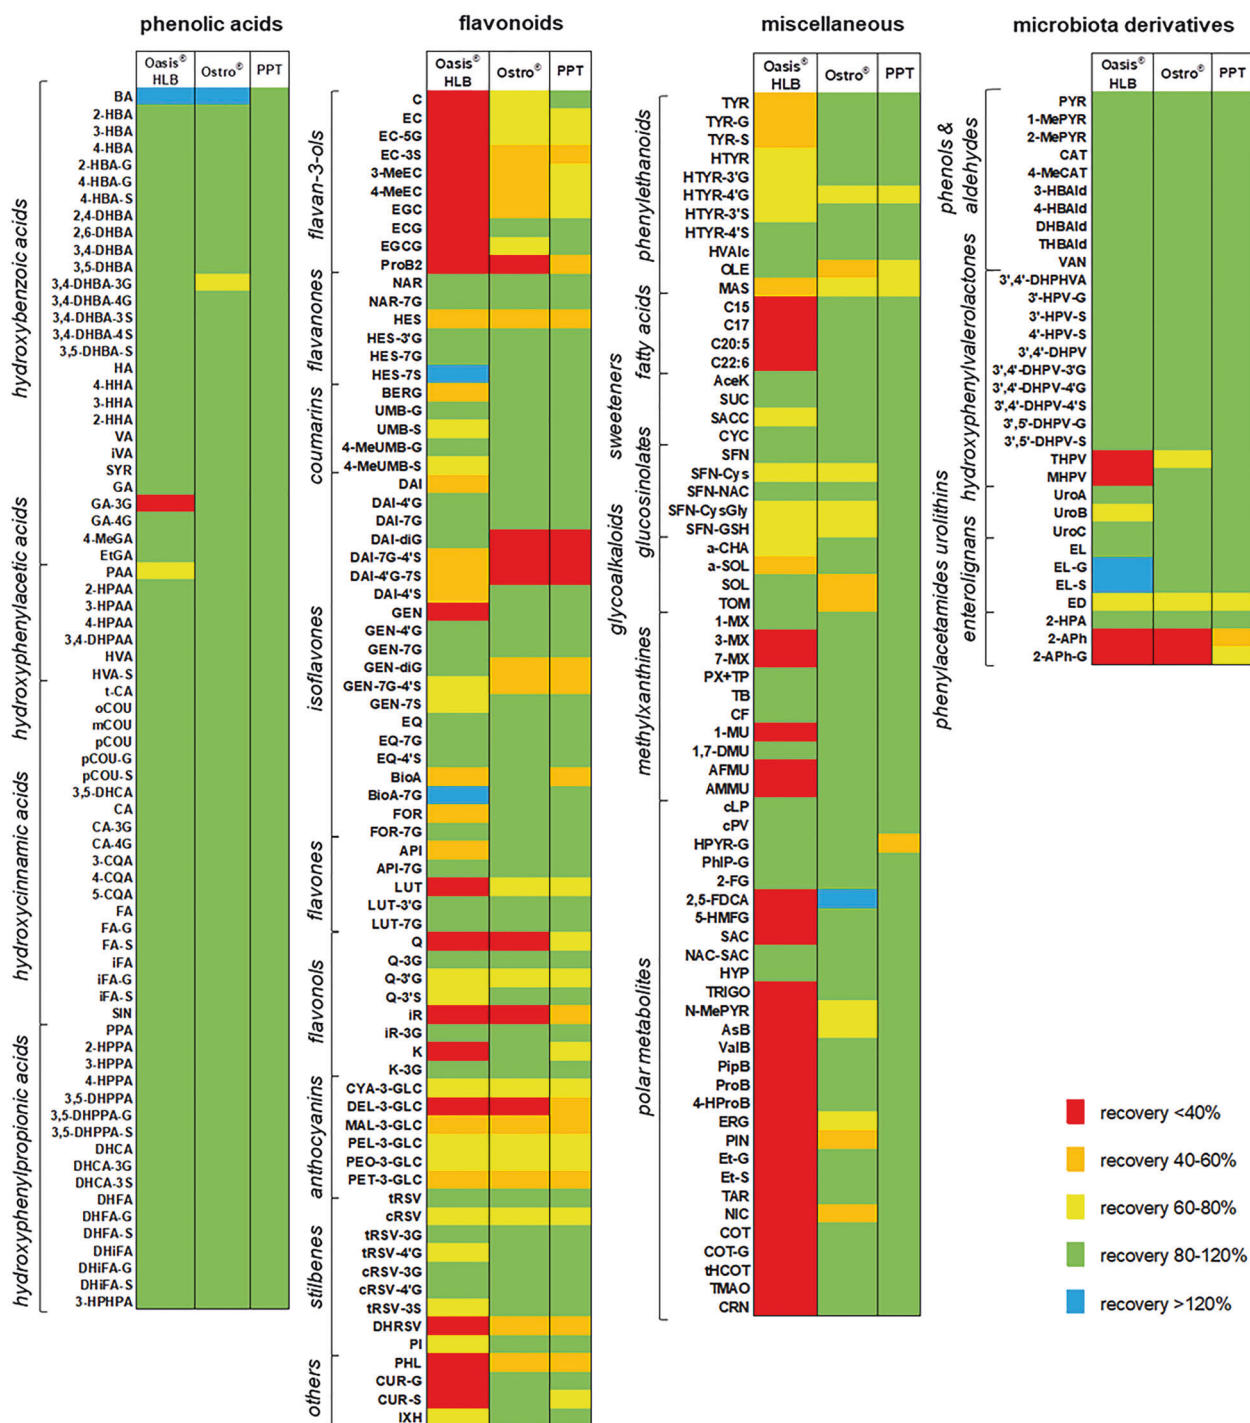 phenolic acids
Oasis©
HLB
Ostro©
PPT
hydroxybenzoic acids
BA
2-HBA
3-HBA
4-HBA
2-HBA-G
4-HBA-G
4-HBA-S
2,4-DHBA
2,6-DHBA
3,4-DHBA
3,5-DHBA
3,4-DHBA-3G
3,4-DHBA-4G
3,4-DHBA-3S
3,4-DHBA-4S
3,5-DHBA-S
HA
4-HHA
3-HHA
2-HHA
VA
iVA
SYR
GA
GA-3G
GA-4G
4-MeGA
EtGA
hydroxyphenylacetic acids
PAA
2-HPAA
3-HPAA
4-HPAA
3,4-DHPAA
HVA
HVA-S
hydroxycinnamic acids
t-CA
oCOU
mCOU
pCOU
pCOU-G
pCOU-S
3,5-DHCA
CA
CA-3G
CA-4G
3-CQA
4-CQA
5-CQA
FA
FA-G
FA-S
iFA
iFA-G
iFA-S
SIN
hydroxyphenylpropionic acids
PPA
2-HPPA
3-HPPA
4-HPPA
3,5-DHPPA
3,5-DHPPA-G
3,5-DHPPA-S
DHCA
DHCA-3G
DHCA-3S
DHFA
DHFA-G
DHFA-S
DHiFA
DHiFA-G
DHiFA-S
3-HPHPA
flavonoids
Oasis©
HLB
Ostro©
PPT
flavan-3-ols
C
EC
EC-5G
EC-3S
3-MeEC
4-MeEC
EGC
ECG
EGCG
ProB2
flavanones
NAR
NAR-7G
HES
HES-3'G
HES-7G
HES-7S
coumarins
BERG
UMB-G
UMB-S
4-MeUMB-G
4-MeUMB-S
isoflavones
DAI
DAI-4'G
DAI-7G
DAI-diG
DAI-7G-4'S
DAI-4'G-7S
DAI-4'S
GEN
GEN-4'G
GEN-7G
GEN-diG
GEN-7G-4'S
GEN-7S
EQ
EQ-7G
EQ-4'S
BioA
BioA-7G
FOR
FOR-7G
flavones
API
API-7G
LUT
LUT-3'G
LUT-7G
flavonols
Q
Q-3G
Q-3'G
Q-3'S
iR
iR-3G
K
K-3G
anthocyanins
CYA-3-GLC
DEL-3-GLC
MAL-3-GLC
PEL-3-GLC
PEO-3-GLC
PET-3-GLC
stilbenes
tRSV
cRSV
tRSV-3G
tRSV-4'G
cRSV-3G
cRSV-4'G
tRSV-3S
DHRSV
PI
others
PHL
CUR-G
CUR-S
IXH
miscellaneous
Oasis©
HLB
Ostro©
PPT
phenylethanoids
TYR
TYR-G
TYR-S
HTYR
HTYR-3'G
HTYR-4'G
HTYR-3'S
HTYR-4'S
HVAlc
OLE
MAS
fatty acids
C15
C17
C20:5
C22:6
sweeteners
AceK
SUC
SACC
CYC
glucosinolates
SFN
SFN-Cys
SFN-NAC
SFN-CysGly
SFN-GSH
glycoalkaloids
a-CHA
a-SOL
SOL
TOM
methylxanthines
1-MX
3-MX
7-MX
PX+TP
TB
CF
1-MU
1,7-DMU
AFMU
AMMU
polar metabolites
cLP
cPV
HPYR-G
PhIP-G
2-FG
2,5-FDCA
5-HMFG
SAC
NAC-SAC
HYP
TRIGO
N-MePYR
AsB
ValB
PipB
ProB
4-HProB
ERG
PIN
Et-G
Et-S
TAR
NIC
COT
COT-G
tHCOT
TMAO
CRN
microbiota derivatives
Oasis©
HLB
Ostro©
PPT
phenols &
aldehydes
PYR
1-MePYR
2-MePYR
CAT
4-MeCAT
3-HBAld
4-HBAld
DHBAld
THBAld
VAN
hydroxyphenylvalerolactones
3',4'-DHPHVA
3'-HPV-G
3'-HPV-S
4'-HPV-S
3',4'-DHPV
3',4'-DHPV-3'G
3',4'-DHPV-4'G
3',4'-DHPV-4'S
3',5'-DHPV-G
3',5'-DHPV-S
THPV
MHPV
urolithins
UroA
UroB
UroC
enterolignans
EL
EL-G
EL-S
ED
phenylacetamides
2-HPA
2-APh
2-APh-G
recovery <40%
recovery 40-60%
recovery 60-80%
recovery 80-120%
recovery >120%